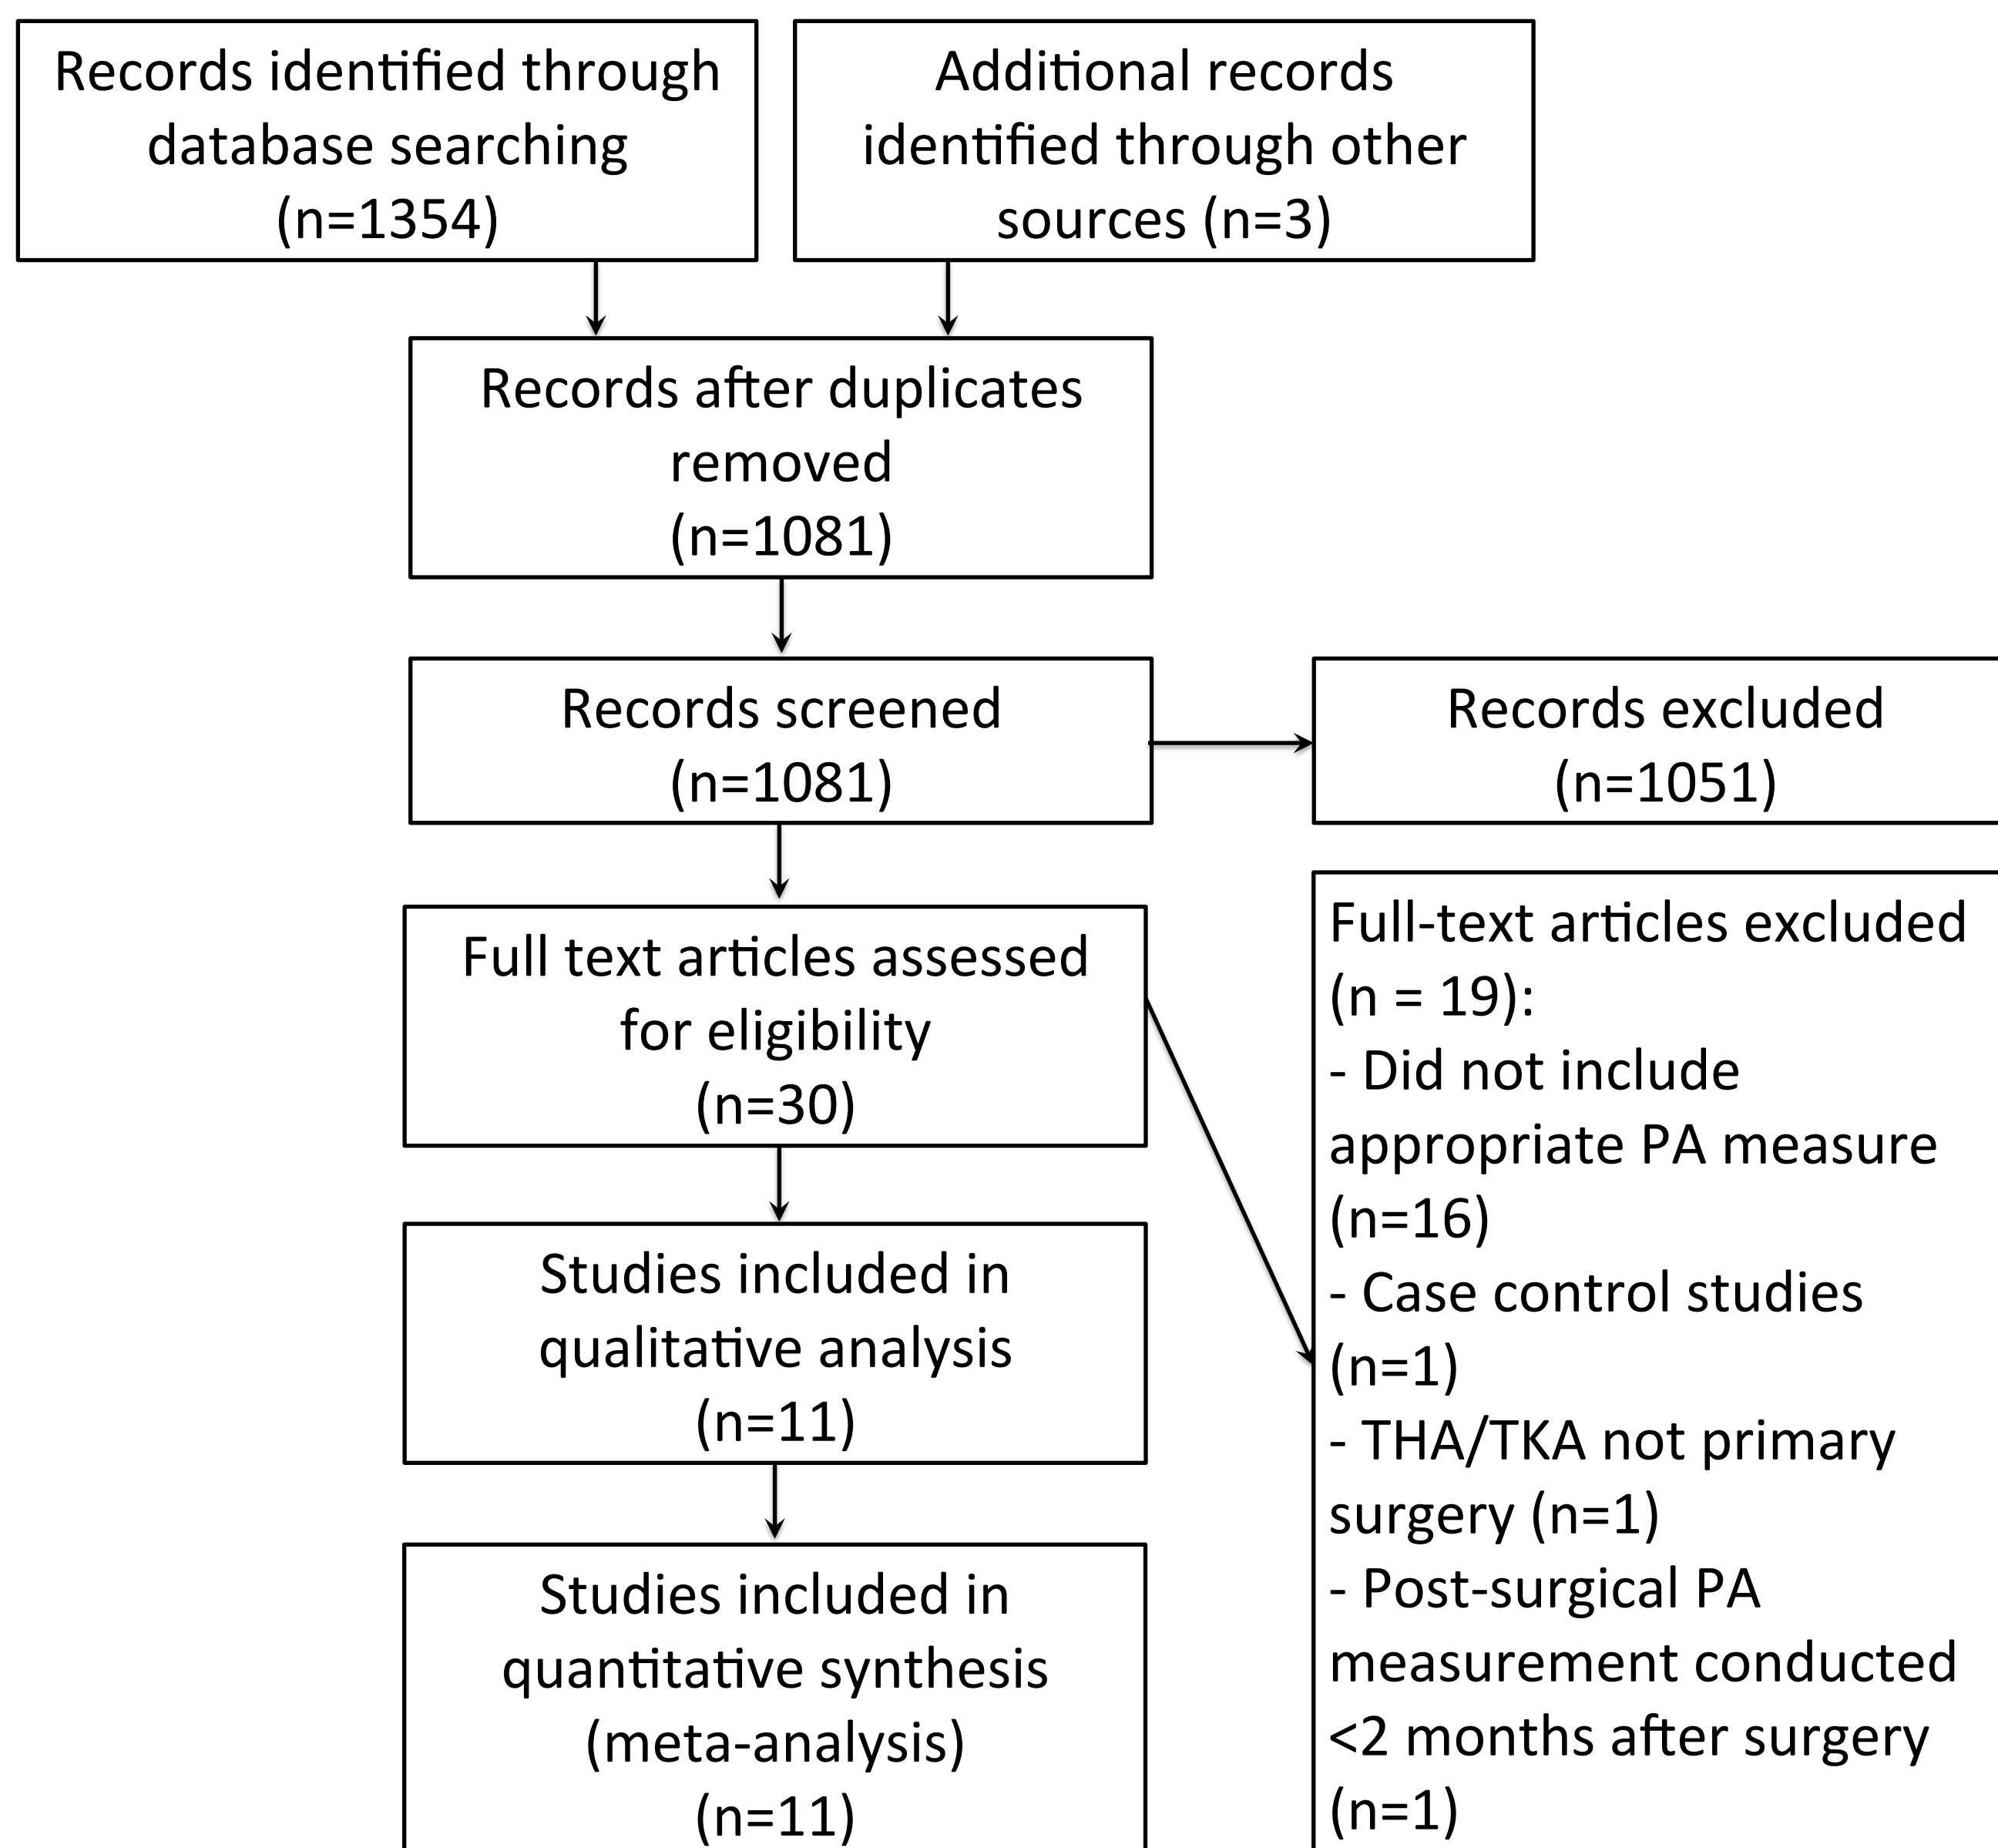 Records identified through
database searching
(n=1354)
Additional records
identified through other
sources (n=3)
Records after duplicates
removed
(n=1081)
Records screened
(n=1081)
Records excluded
(n=1051)
Full text articles assessed
for eligibility
(n=30)
Full-text articles excluded
(n = 19):
- Did not include
appropriate PA measure
(n=16)
- Case control studies
(n=1)
- THA/TKA not primary
surgery (n=1)
- Post-surgical PA
measurement conducted
<2 months after surgery
(n=1)
Studies included in
qualitative analysis
(n=11)
Studies included in
quantitative synthesis
(meta-analysis)
(n=11)